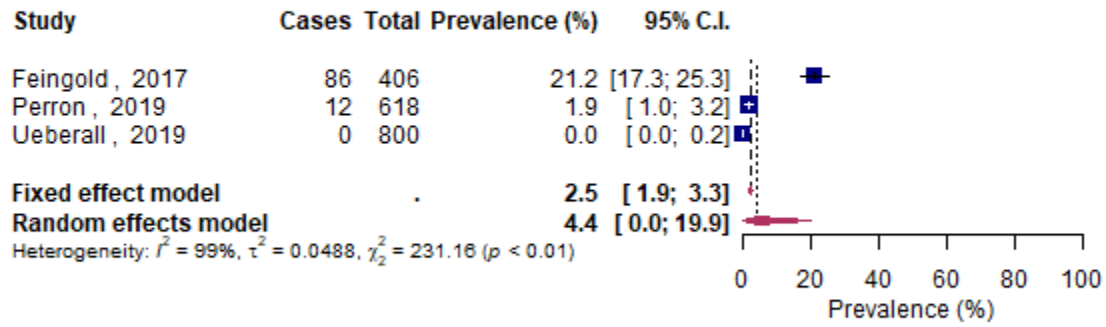 Study Cases Total Prevalence (%) 95% C.I.
Feingold , 2017 86 406 21.2 [17.3; 25.3]
Perron , 2019 12 618 1.9 [ 1.0; 3.2]
Ueberall , 2019 0 800 0.0 [ 0.0; 0.2]
Fixed effect model . 2.5 [ 1.9; 3.3]
Random effects model 4.4 [ 0.0; 19.9]
Heterogeneity: I² = 99%, τ² = 0.0488, χ²₂ = 231.16 (p < 0.01)
0 20 40 60 80 100
Prevalence (%)